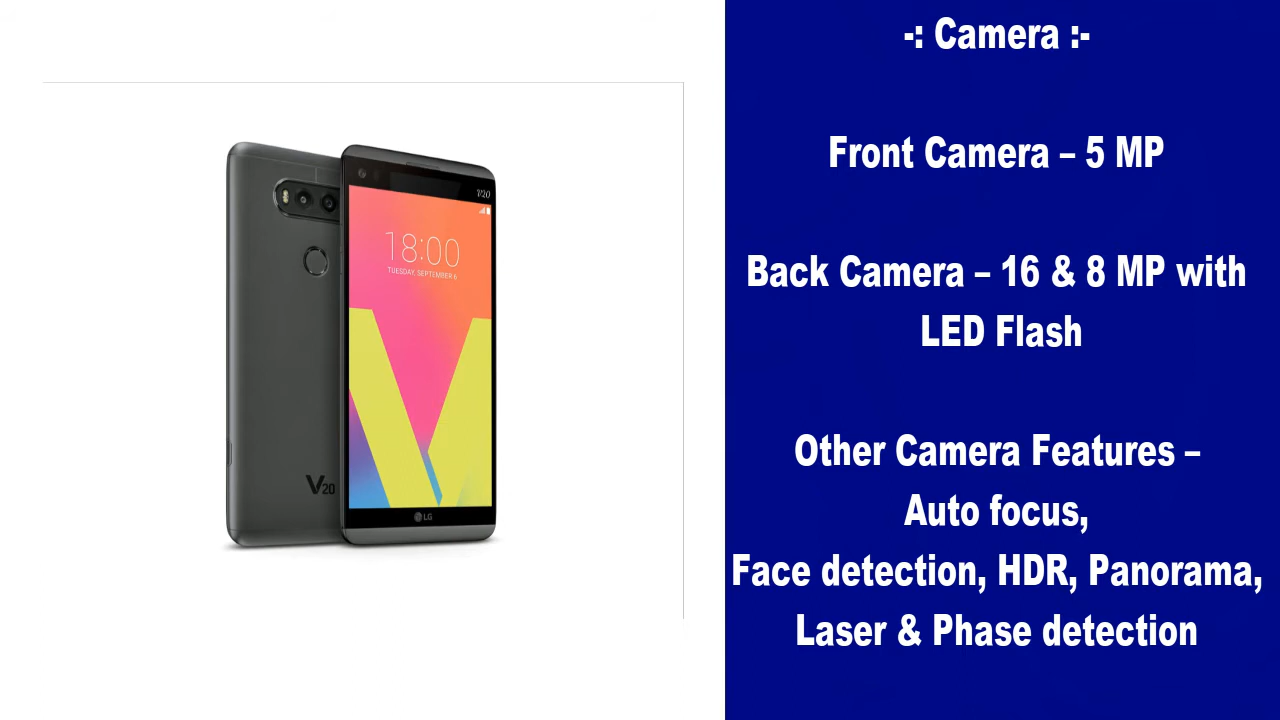 -: Camera :-
Front Camera – 5 MP
Back Camera – 16 & 8 MP with
LED Flash
Other Camera Features –
Auto focus,
Face detection, HDR, Panorama,
Laser & Phase detection
V20
18:00
TUESDAY, SEPTEMBER 6
V20
LG